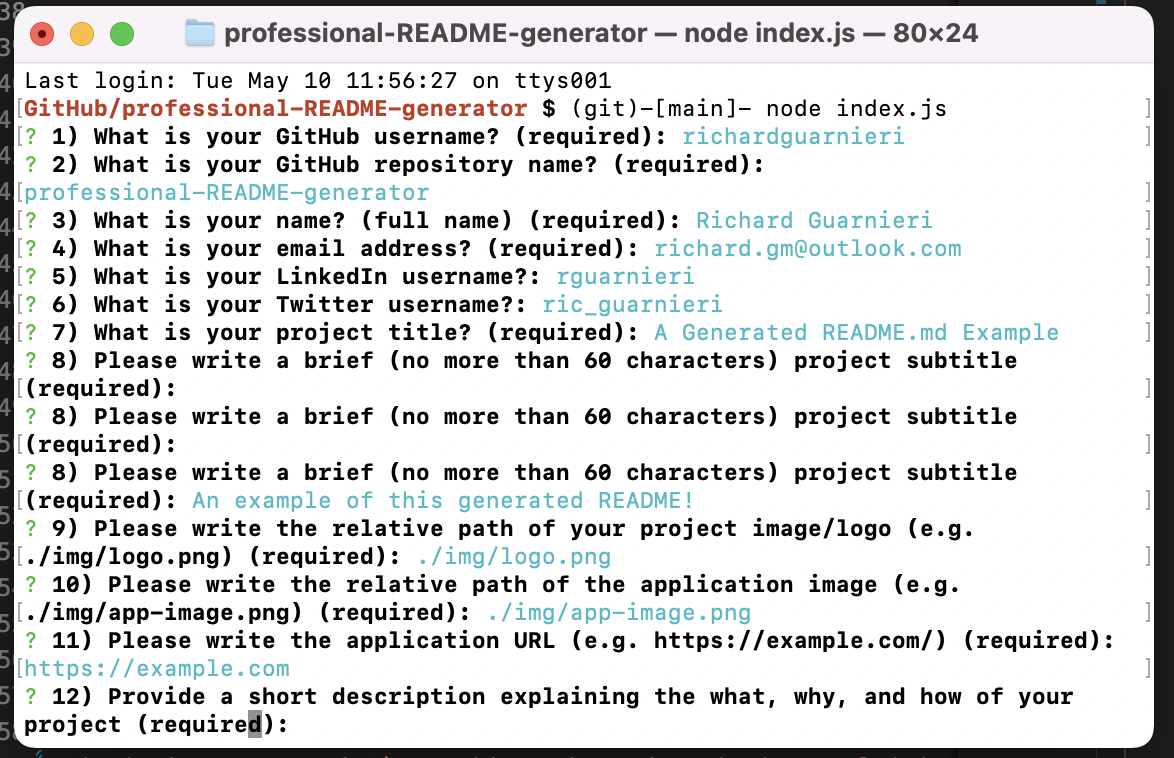 professional-README-generator — node index.js — 80×24
Last login: Tue May 10 11:56:27 on ttys001
[GitHub/professional-README-generator $ (git)-[main]- node index.js ]
[? 1) What is your GitHub username? (required): richardguarnieri ]
? 2) What is your GitHub repository name? (required):
[professional-README-generator ]
[? 3) What is your name? (full name) (required): Richard Guarnieri ]
[? 4) What is your email address? (required): richard.gm@outlook.com ]
[? 5) What is your LinkedIn username?: rguarnieri ]
[? 6) What is your Twitter username?: ric_guarnieri ]
[? 7) What is your project title? (required): A Generated README.md Example ]
? 8) Please write a brief (no more than 60 characters) project subtitle
[(required): ]
? 8) Please write a brief (no more than 60 characters) project subtitle
[(required): ]
? 8) Please write a brief (no more than 60 characters) project subtitle
[(required): An example of this generated README! ]
? 9) Please write the relative path of your project image/logo (e.g.
[./img/logo.png) (required): ./img/logo.png ]
? 10) Please write the relative path of the application image (e.g.
[./img/app-image.png) (required): ./img/app-image.png ]
? 11) Please write the application URL (e.g. https://example.com/) (required):
[https://example.com ]
? 12) Provide a short description explaining the what, why, and how of your
project (required):